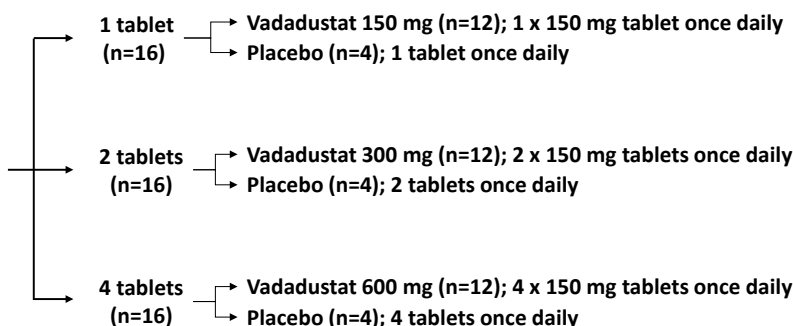 1 tablet
(n=16)
Vadadustat 150 mg (n=12); 1 x 150 mg tablet once daily
Placebo (n=4); 1 tablet once daily
2 tablets
(n=16)
Vadadustat 300 mg (n=12); 2 x 150 mg tablets once daily
Placebo (n=4); 2 tablets once daily
4 tablets
(n=16)
Vadadustat 600 mg (n=12); 4 x 150 mg tablets once daily
Placebo (n=4); 4 tablets once daily